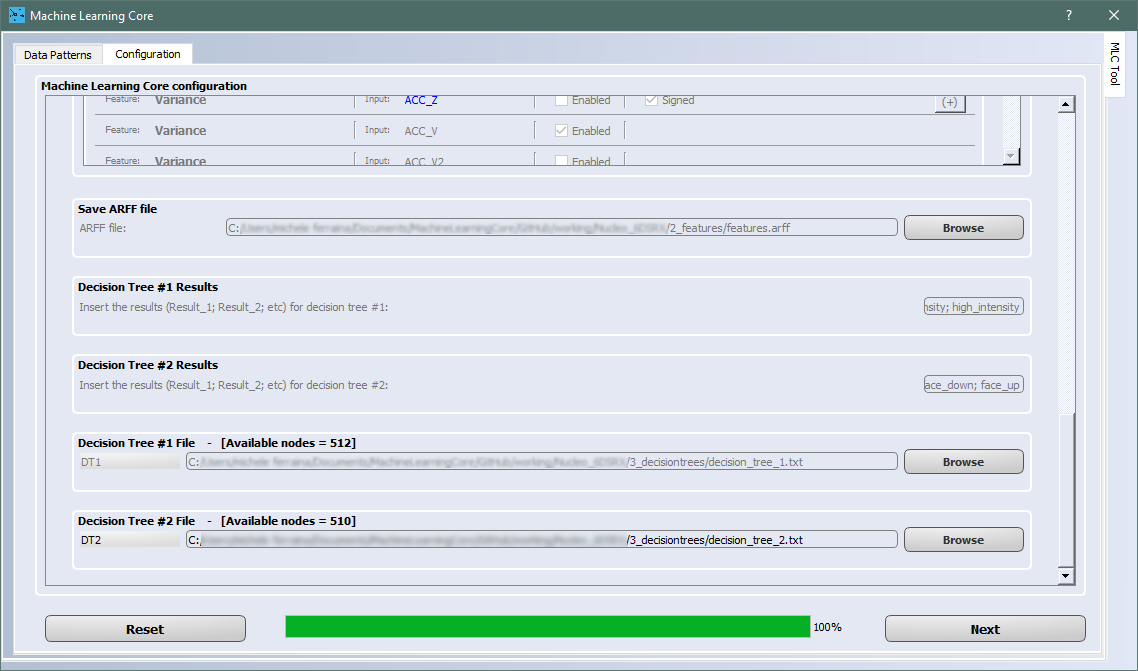 Machine Learning Core ?
Data Patterns Configuration
MLC Tool
Machine Learning Core configuration
Feature: Variance Input: ACC_Z Enabled Signed (+)
Feature: Variance Input: ACC_V Enabled
Feature: Variance Input: ACC_V2 Enabled
Save ARFF file
ARFF file: C:/ /2_features/features.arff Browse
Decision Tree #1 Results
Insert the results (Result_1; Result_2; etc) for decision tree #1: nsity; high_intensity
Decision Tree #2 Results
Insert the results (Result_1; Result_2; etc) for decision tree #2: ace_down; face_up
Decision Tree #1 File - [Available nodes = 512]
DT1 C:/ /3_decisiontrees/decision_tree_1.txt Browse
Decision Tree #2 File - [Available nodes = 510]
DT2 C:/ /3_decisiontrees/decision_tree_2.txt Browse
Reset 100% Next